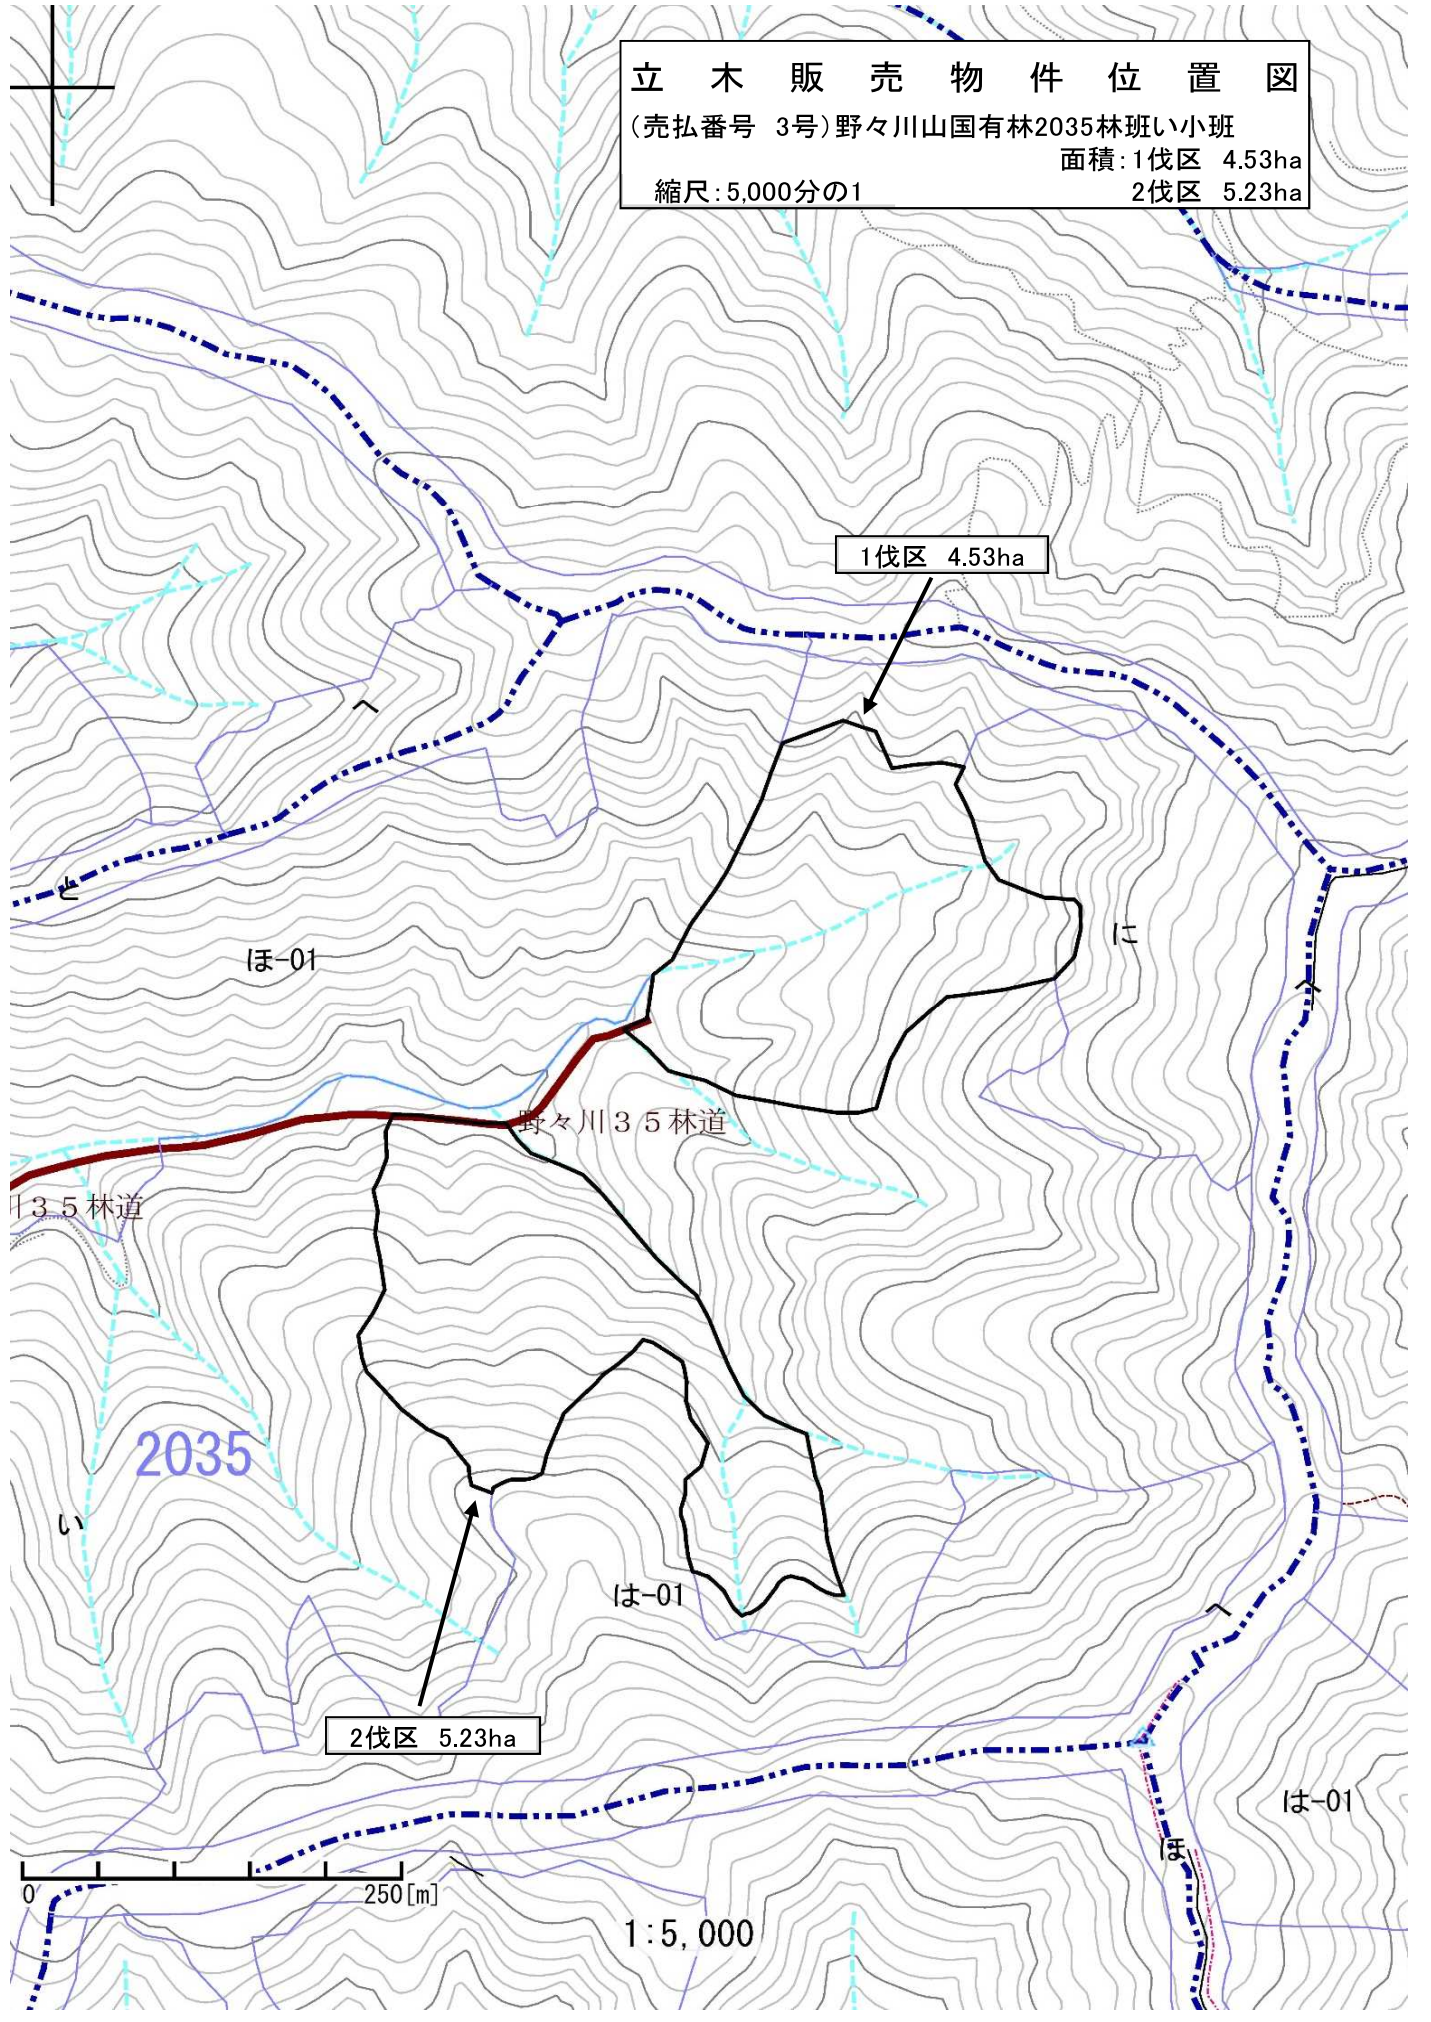 立木販売物件位置図
(売払番号 3号)野々川山国有林2035林班い小班
面積:1伐区 4.53ha
縮尺:5,000分の1
2伐区 5.23ha
1伐区 4.53ha
へ
と
ほ-01
に
へ
野々川35林道
川35林道
2035
い
は-01
へ
2伐区 5.23ha
は-01
ほ
0
250[m]
1:5,000